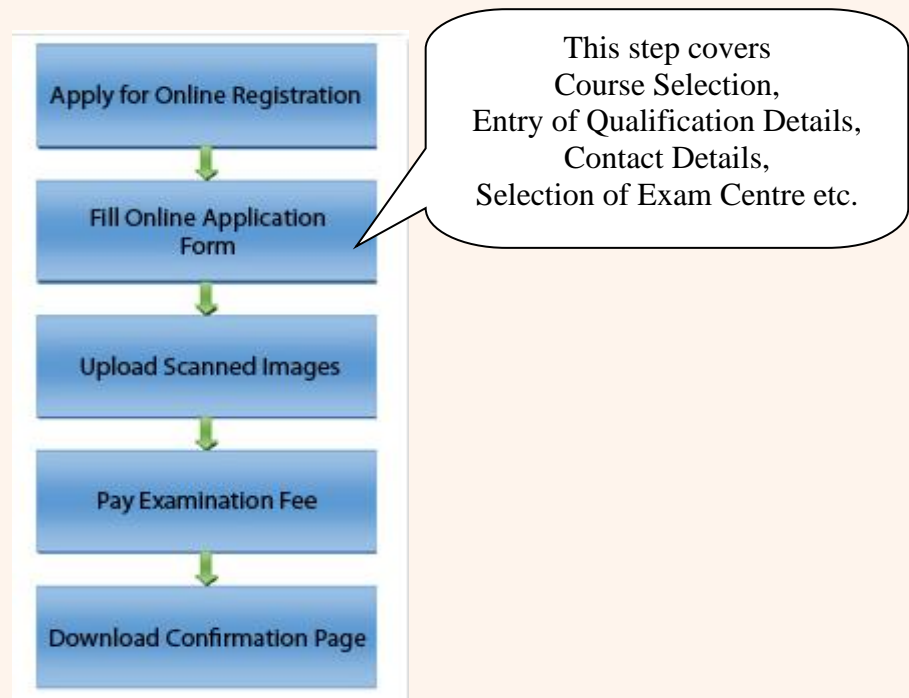 Apply for Online Registration
This step covers
Course Selection,
Entry of Qualification Details,
Contact Details,
Selection of Exam Centre etc.
Fill Online Application
Form
Upload Scanned Images
Pay Examination Fee
Download Confirmation Page